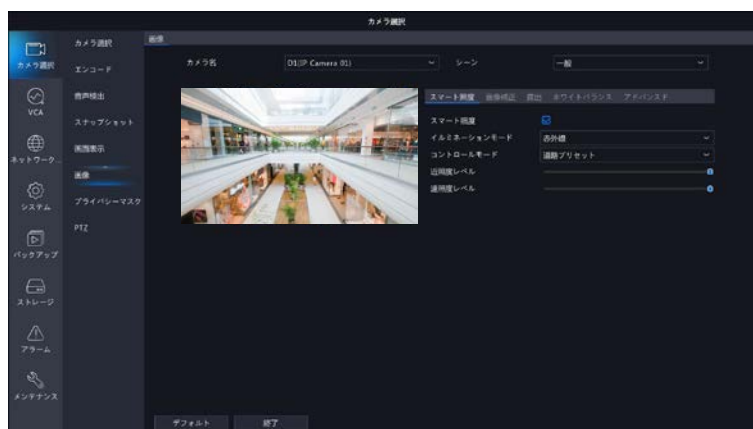 カメラ選択
カメラ選択
VCA
ネットワーク...
システム
バックアップ
ストレージ
アラーム
メンテナンス
カメラ選択
エンコード
音声検出
スナップショット
画面表示
画像
プライバシーマスク
PTZ
画像
カメラ名 D1(IP Camera 01) シーン 一般
スマート照度 画像補正 露出 ホワイトバランス アドバンスド
スマート照度
イルミネーションモード 赤外線
コントロールモード 道路プリセット
近照度レベル 0
遠照度レベル 0
デフォルト 終了